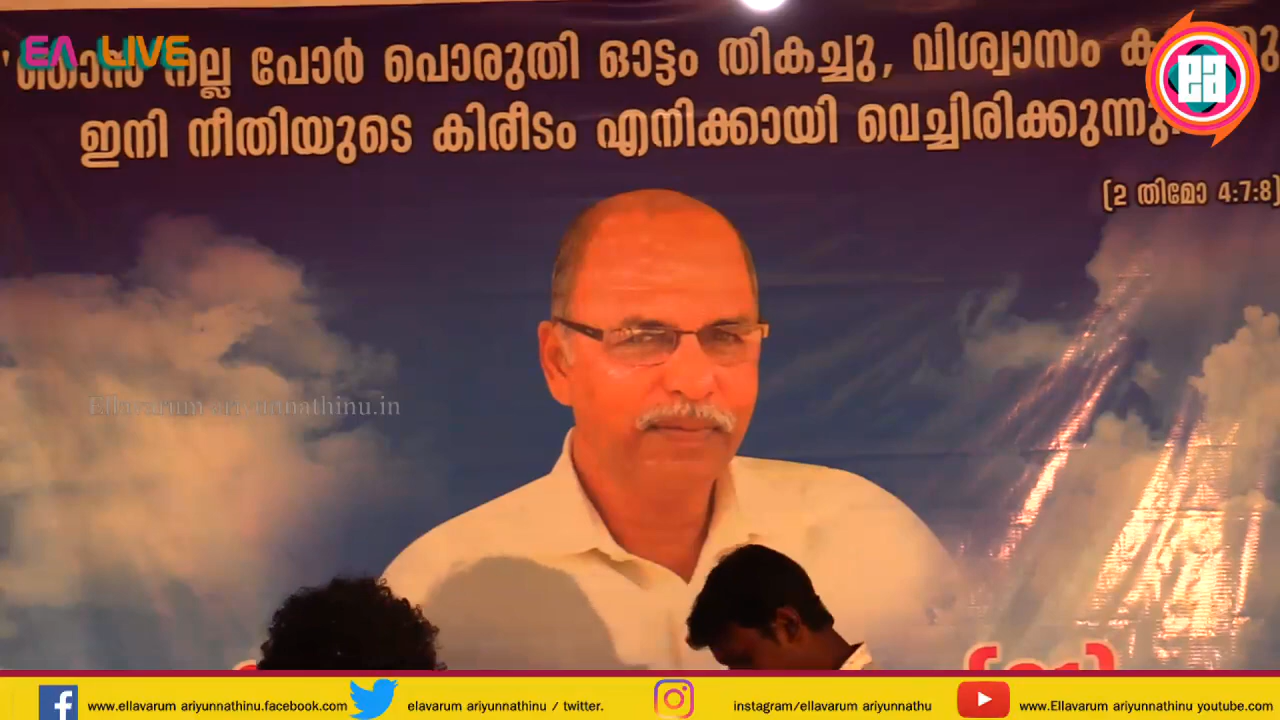 EA LIVE
"ഞാൻ നല്ല പോർ പൊരുതി ഓട്ടം തികച്ചു, വിശ്വാസം
ea
ഇനി നീതിയുടെ കിരീടം എനിക്കായി വെച്ചിരിക്കുന്നു.
(2 തിമോ 4:7:8)
Ellavarum ariyunnathinu.in
www.ellavarum ariyunnathinu.facebook.com elavarum ariyunnathinu / twitter. instagram/ellavarum ariyunnathu www.Ellavarum ariyunnathinu youtube.com